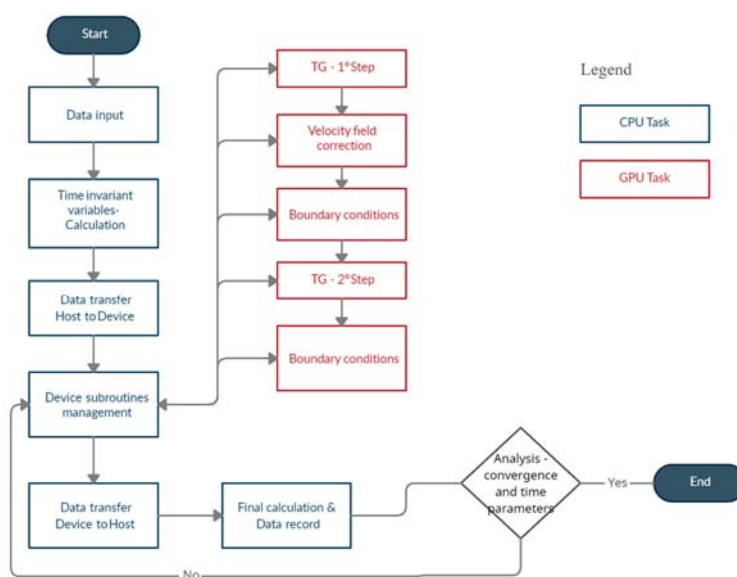 Start
Data input
Time invariant
variables-
Calculation
Data transfer
Host to Device
Device subroutines
management
Data transfer
Device to Host
Final calculation &
Data record
TG - 1º Step
Velocity field
correction
Boundary conditions
TG - 2º Step
Boundary conditions
Analysis -
convergence
and time
parameters
Yes
End
No
Legend
CPU Task
GPU Task